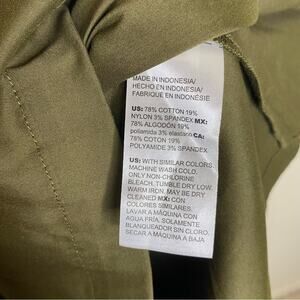 MADE IN INDONESIA/
HECHO EN INDONESIA/
FABRIQUÉ EN INDONÉSIE
US: 78% COTTON 19%
NYLON 3% SPANDEX MX:
78% ALGODÓN 19%
poliamida 3% elastano CA:
78% COTON 19%
POLYAMIDE 3% SPANDEX
US: WITH SIMILAR COLORS.
MACHINE WASH COLD.
ONLY NON-CHLORINE
BLEACH, TUMBLE DRY LOW.
WARM IRON. MAY BE DRY
CLEANED MX: CON
COLORES SIMILARES.
LAVAR A MÁQUINA CON
AGUA FRÍA. SOLAMENTE
BLANQUEADOR SIN CLORO.
SECAR A MÁQUINA A BAJA